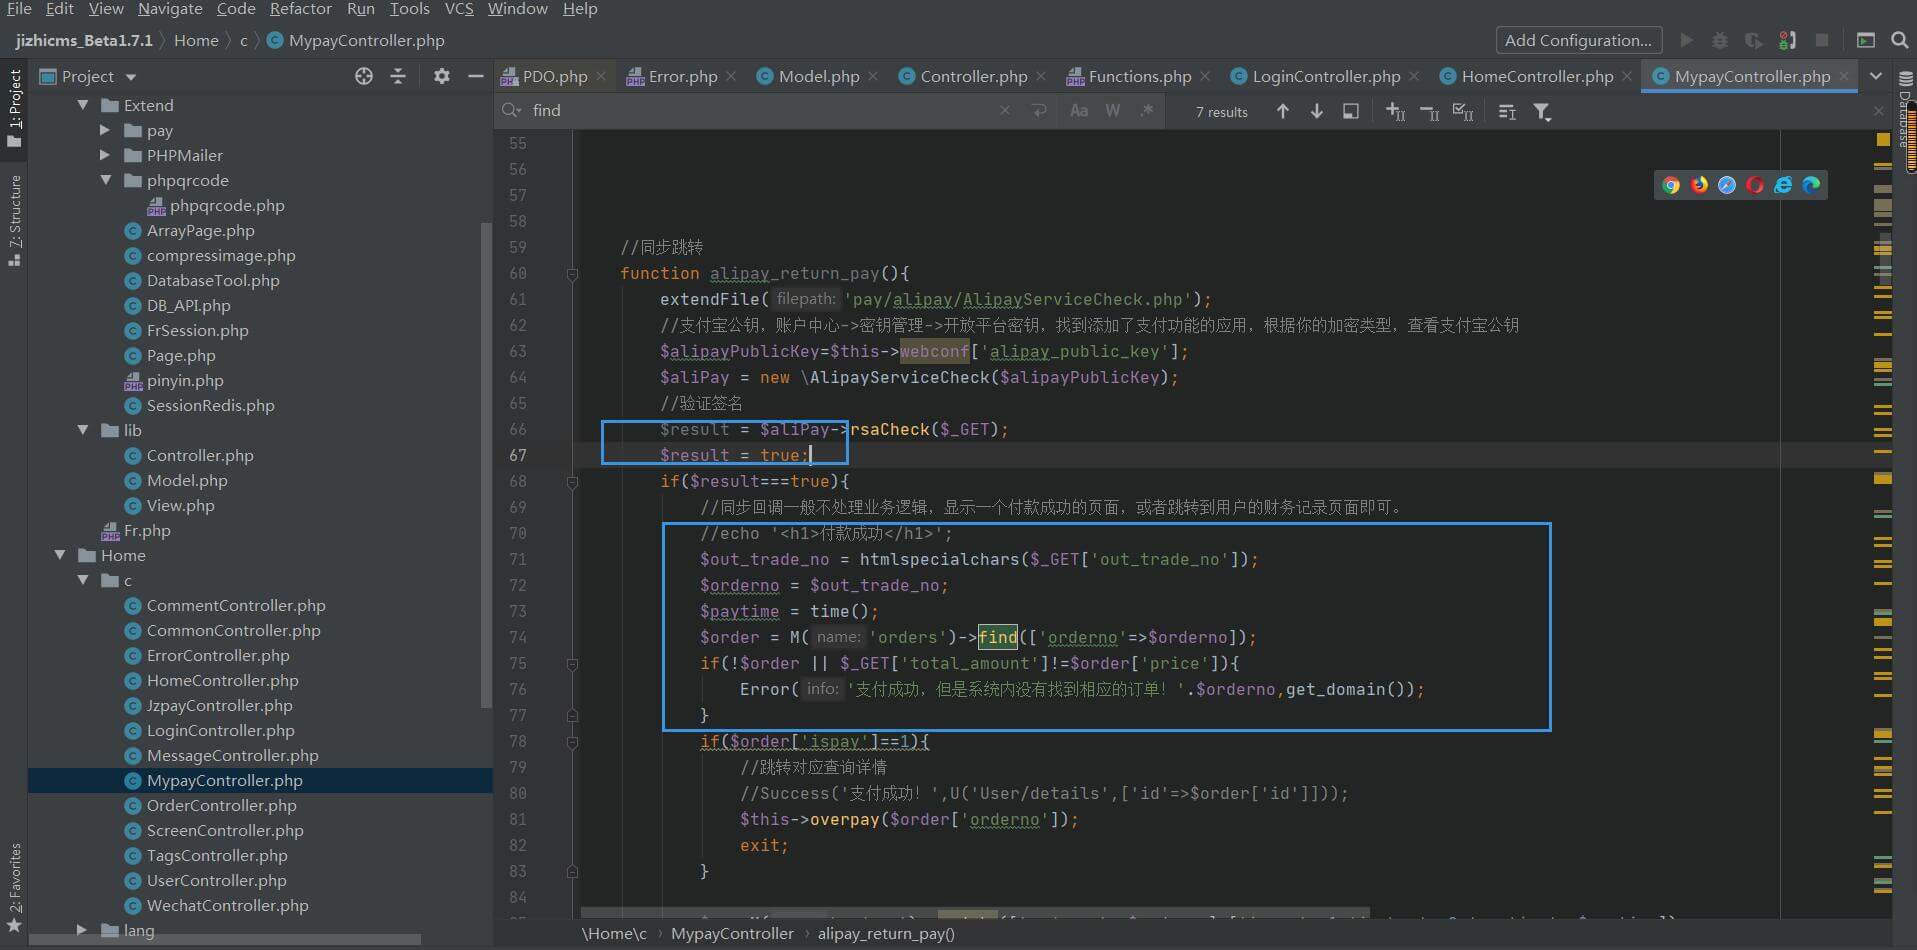 File Edit View Navigate Code Refactor Run Tools VCS Window Help
jizhicms_Beta1.7.1 Home c MypayController.php
Add Configuration...
Project
PDO.php Error.php Model.php Controller.php Functions.php LoginController.php HomeController.php MypayController.php
find
Aa W .* 7 results
1: Project
7: Structure
2: Favorites
Database
Extend
pay
PHPMailer
phpqrcode
phpqrcode.php
ArrayPage.php
compressimage.php
DatabaseTool.php
DB_API.php
FrSession.php
Page.php
pinyin.php
SessionRedis.php
lib
Controller.php
Model.php
View.php
Fr.php
Home
c
CommentController.php
CommonController.php
ErrorController.php
HomeController.php
JzpayController.php
LoginController.php
MessageController.php
MypayController.php
OrderController.php
ScreenController.php
TagsController.php
UserController.php
WechatController.php
lang
55
56
57
58
59 //同步跳转
60 function alipay_return_pay(){
61 extendFile( filepath: 'pay/alipay/AlipayServiceCheck.php');
62 //支付宝公钥，账户中心->密钥管理->开放平台密钥，找到添加了支付功能的应用，根据你的加密类型，查看支付宝公钥
63 $alipayPublicKey=$this->webconf['alipay_public_key'];
64 $aliPay = new \AlipayServiceCheck($alipayPublicKey);
65 //验证签名
66 $result = $aliPay->rsaCheck($_GET);
67 $result = true;
68 if($result===true){
69 //同步回调一般不处理业务逻辑，显示一个付款成功的页面，或者跳转到用户的财务记录页面即可。
70 //echo '<h1>付款成功</h1>';
71 $out_trade_no = htmlspecialchars($_GET['out_trade_no']);
72 $orderno = $out_trade_no;
73 $paytime = time();
74 $order = M( name: 'orders')->find(['orderno'=>$orderno]);
75 if(!$order || $_GET['total_amount']!=$order['price']){
76 Error( info: '支付成功，但是系统内没有找到相应的订单！'.$orderno,get_domain());
77 }
78 if($order['ispay']==1){
79 //跳转对应查询详情
80 //Success('支付成功！',U('User/details',['id'=>$order['id']]));
81 $this->overpay($order['orderno']);
82 exit;
83 }
84
\Home\c MypayController alipay_return_pay()